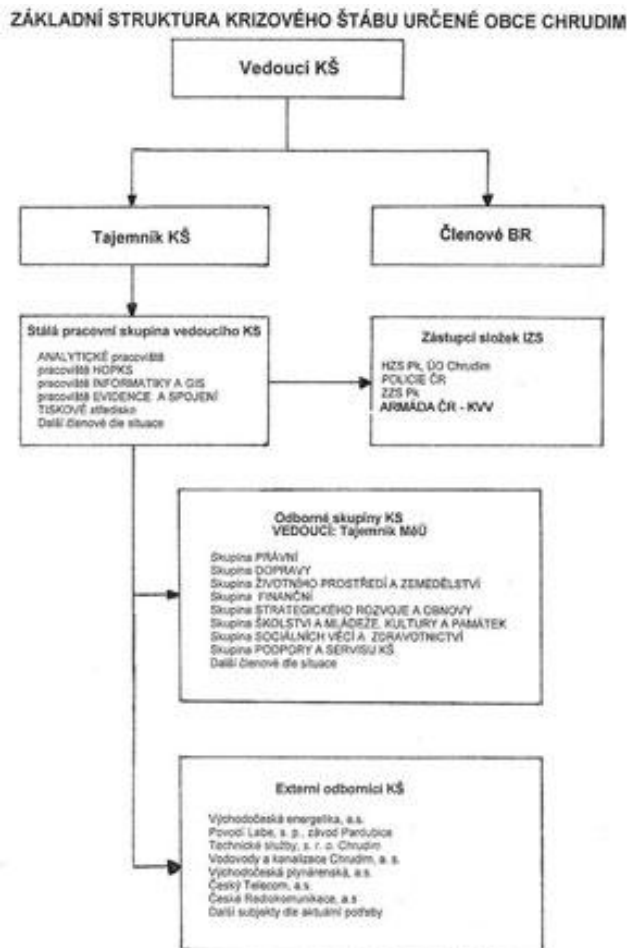 ZÁKLADNÍ STRUKTURA KRIZOVÉHO ŠTÁBU URČENÉ OBCE CHRUDIM
Vedoucí KŠ
Tajemník KŠ
Členové BR
Stálá pracovní skupina vedoucího KŠ
ANALYTICKÉ pracoviště
pracoviště HOPKS
pracoviště INFORMATIKY A GIS
pracoviště EVIDENCE A SPOJENÍ
TISKOVÉ středisko
Další členové dle situace
Zástupci složek IZS
HZS Pk, ÚO Chrudim
POLICIE ČR
ZZS Pk
ARMÁDA ČR - KVV
Odborné skupiny KŠ
VEDOUCÍ: Tajemník MěÚ
Skupina PRÁVNÍ
Skupina DOPRAVY
Skupina ŽIVOTNÍHO PROSTŘEDÍ A ZEMEDĚLSTVÍ
Skupina FINANČNÍ
Skupina STRATEGICKÉHO ROZVOJE A OBNOVY
Skupina ŠKOLSTVI A MLÁDEŽE, KULTURY A PAMÁTEK
Skupina SOCIÁLNÍCH VĚCÍ A ZDRAVOTNICTVÍ
Skupina PODPORY A SERVISU KŠ
Další členové dle situace
Externí odborníci KŠ
Východočeská energetika, a.s.
Povodí Labe, s. p., závod Pardubice
Technické služby, s. r. o. Chrudim
Vodovody a kanalizace Chrudim, a. s.
Východočeská plynárenská, a.s.
Český Telecom, a.s.
České Radiokomunikace, a.s
Další subjekty dle aktuální potřeby